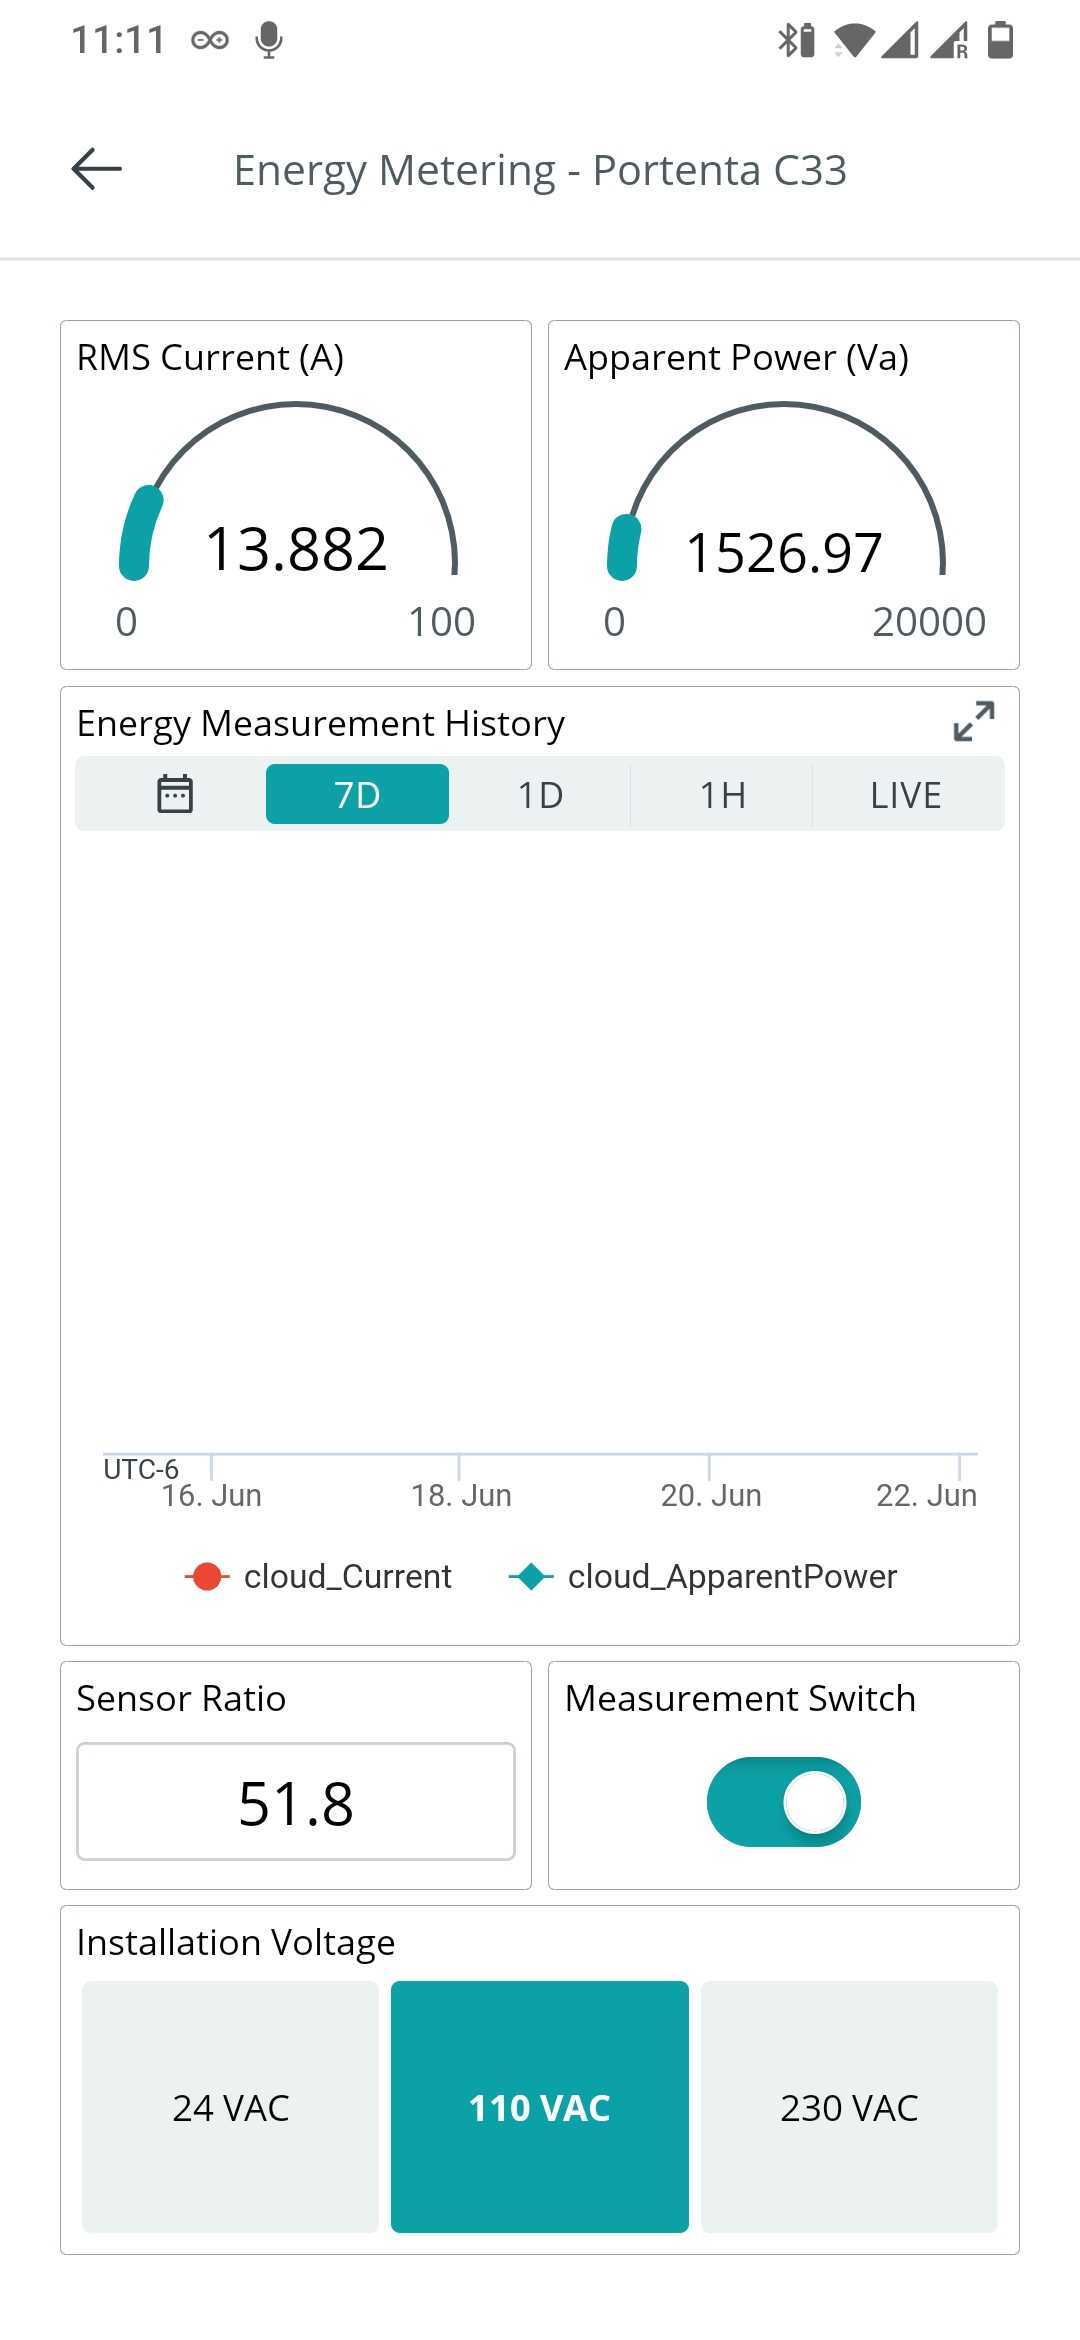 11:11
R
Energy Metering - Portenta C33
RMS Current (A)
13.882
0 100
Apparent Power (Va)
1526.97
0 20000
Energy Measurement History
7D 1D 1H LIVE
UTC-6
16. Jun 18. Jun 20. Jun 22. Jun
cloud_Current cloud_ApparentPower
Sensor Ratio
51.8
Measurement Switch
Installation Voltage
24 VAC 110 VAC 230 VAC